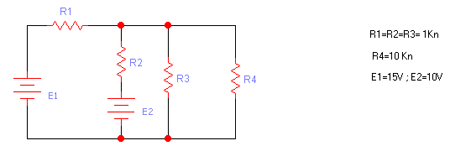 R1
R1=R2=R3= 1Kn
R2
R4=10 Kn
R3
R4
E1=15V ; E2=10V
E1
E2